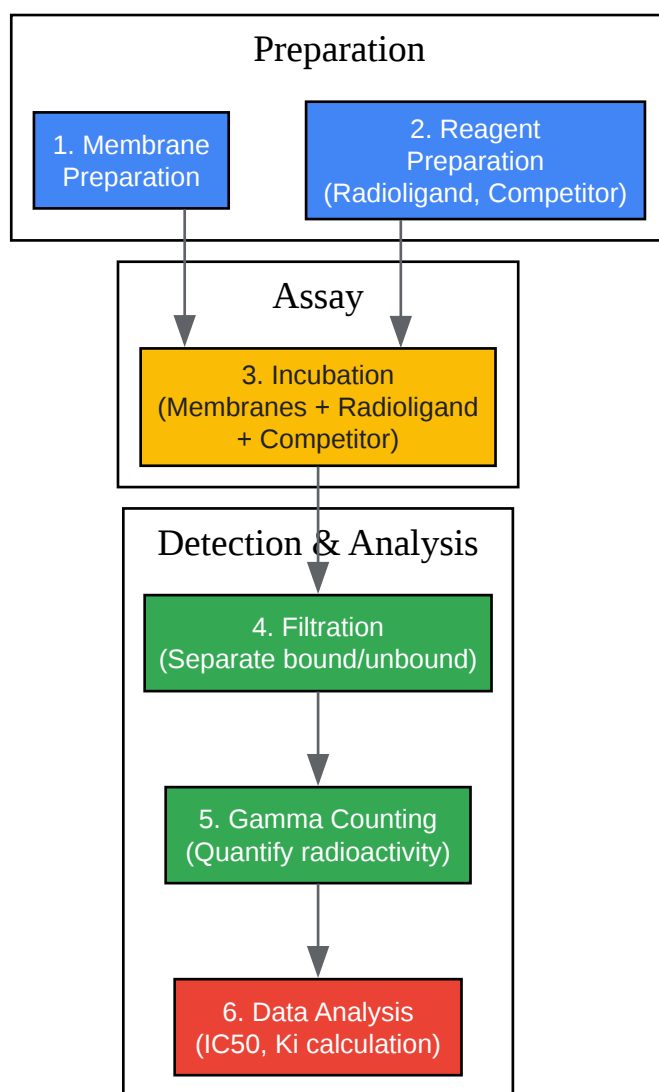 Preparation
1. Membrane
Preparation
2. Reagent
Preparation
(Radioligand, Competitor)
Assay
3. Incubation
(Membranes + Radioligand
+ Competitor)
Detection & Analysis
4. Filtration
(Separate bound/unbound)
5. Gamma Counting
(Quantify radioactivity)
6. Data Analysis
(IC50, Ki calculation)